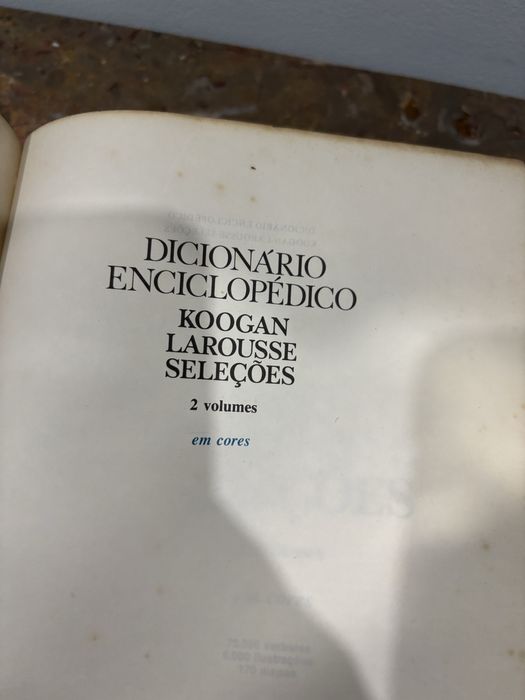 DICIONÁRIO
ENCICLOPÉDICO
KOOGAN
LAROUSSE
SELEÇÕES
2 volumes
em cores